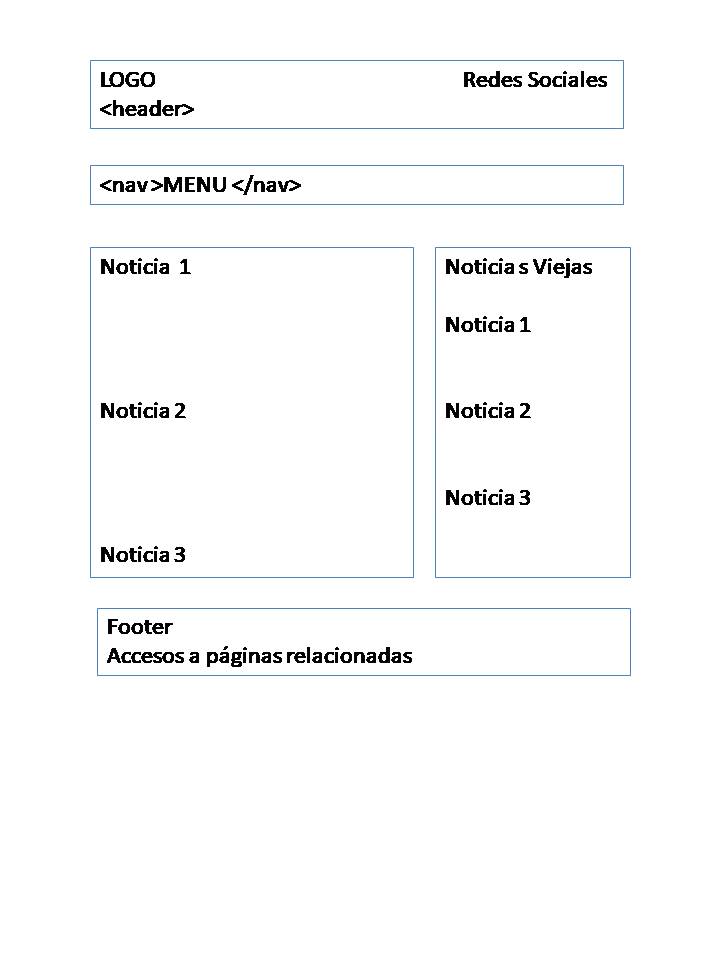 LOGO Redes Sociales
<header>
<nav>MENU </nav>
Noticia 1
Noticia 2
Noticia 3
Noticias Viejas
Noticia 1
Noticia 2
Noticia 3
Footer
Accesos a páginas relacionadas